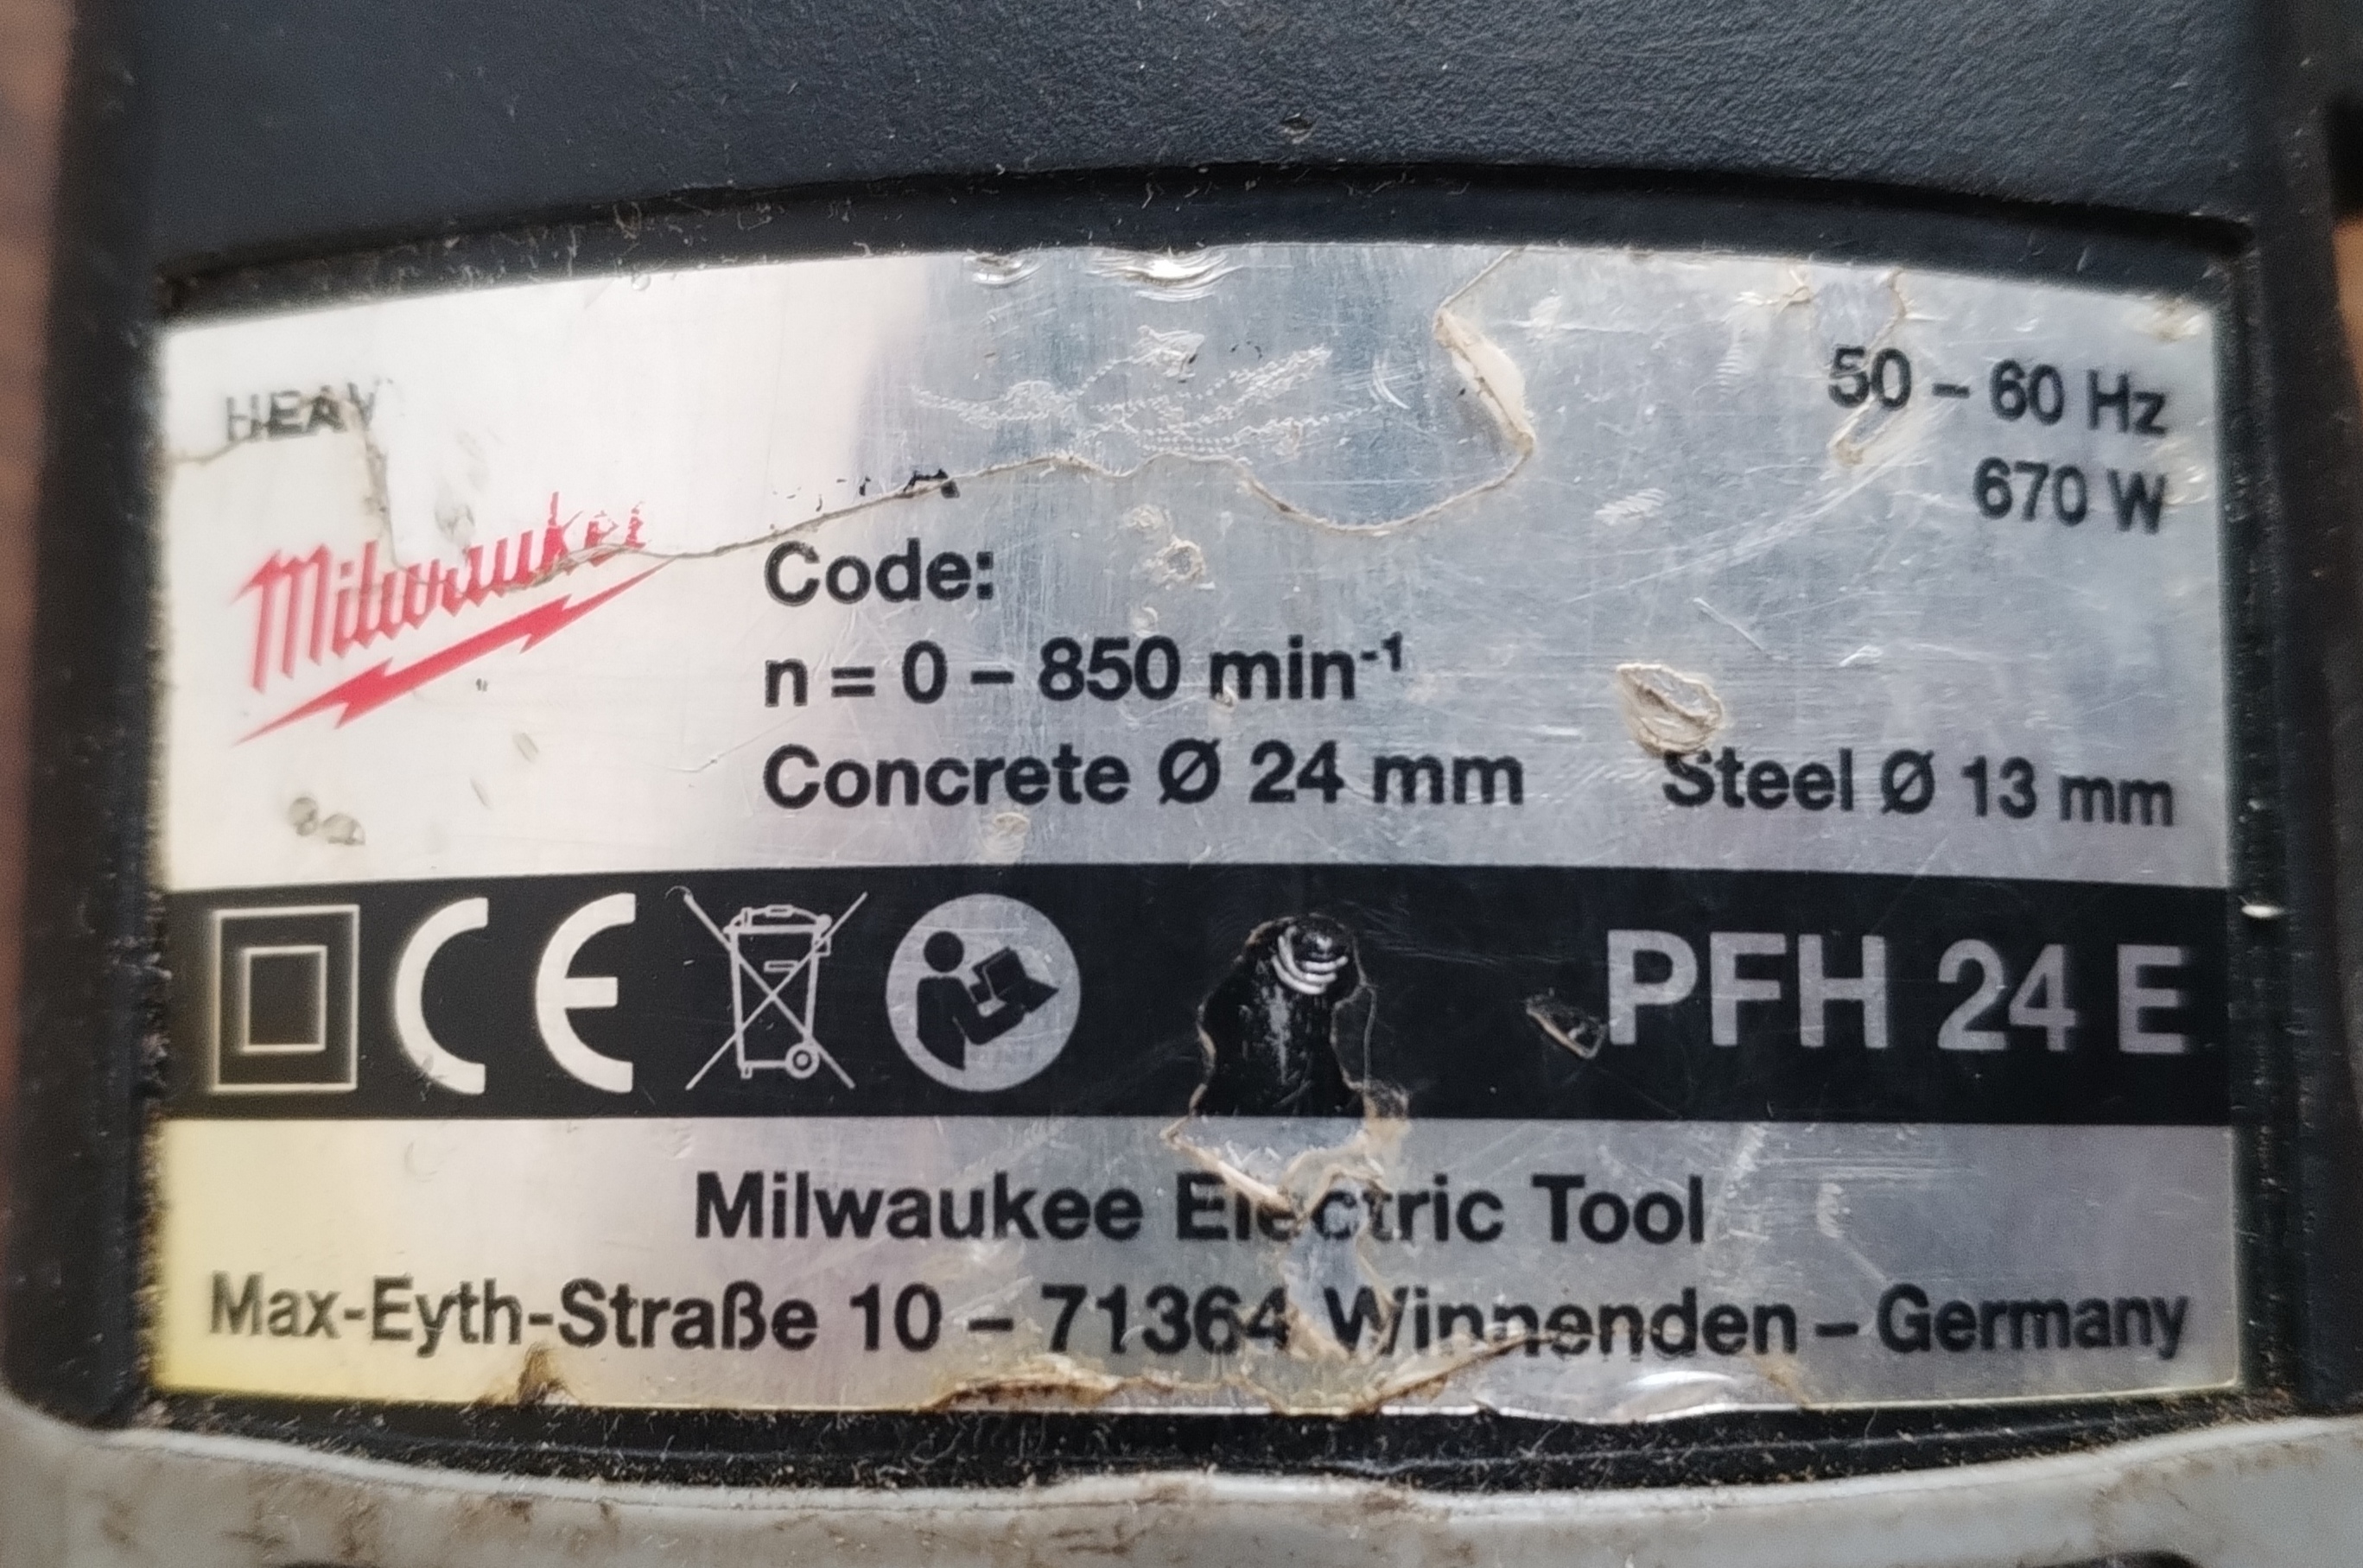 HEAV
50 – 60 Hz
670 W
Milwaukee
Code:
n = 0 – 850 min⁻¹
Concrete Ø 24 mm Steel Ø 13 mm
CE
PFH 24 E
Milwaukee Electric Tool
Max-Eyth-Straße 10 – 71364 Winnenden – Germany